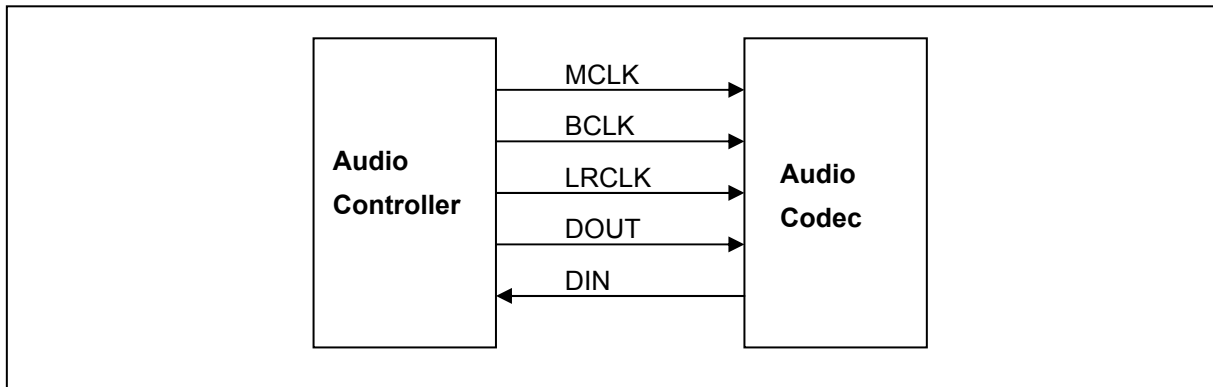 Audio
Controller
MCLK
BCLK
LRCLK
DOUT
DIN
Audio
Codec